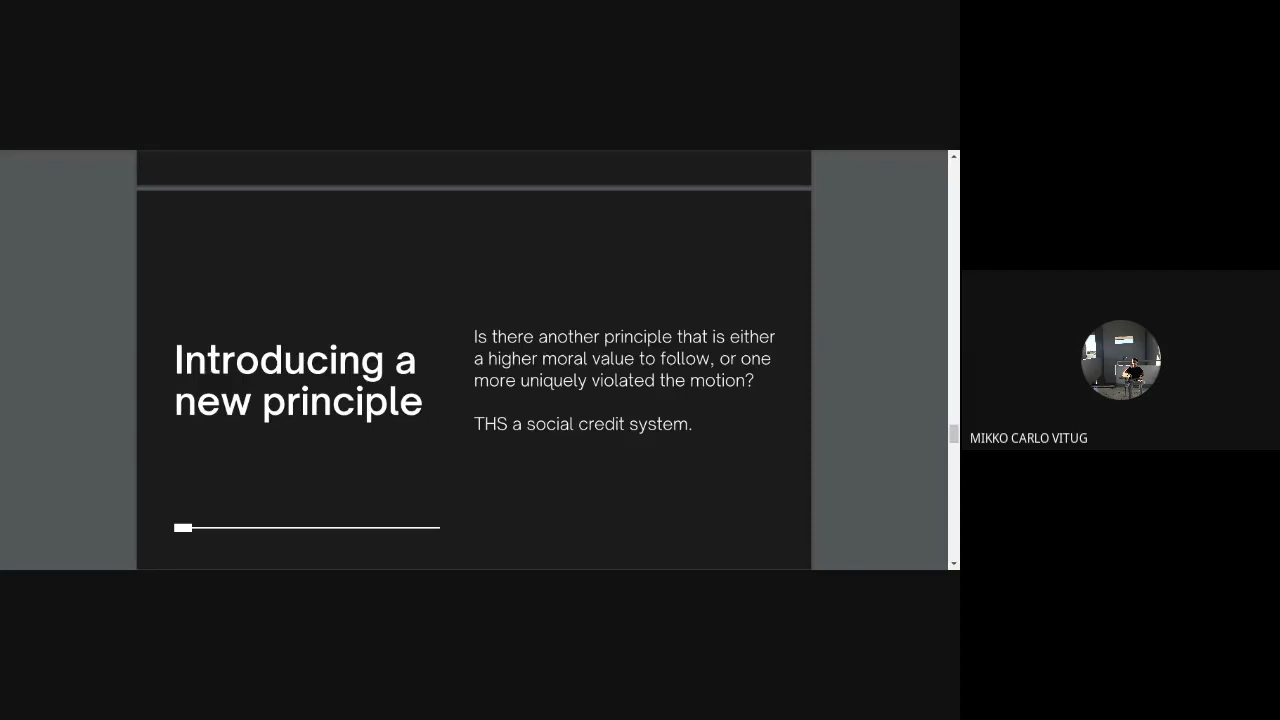 Introducing a
new principle
Is there another principle that is either
a higher moral value to follow, or one
more uniquely violated the motion?
THS a social credit system.
MIKKO CARLO VITUG